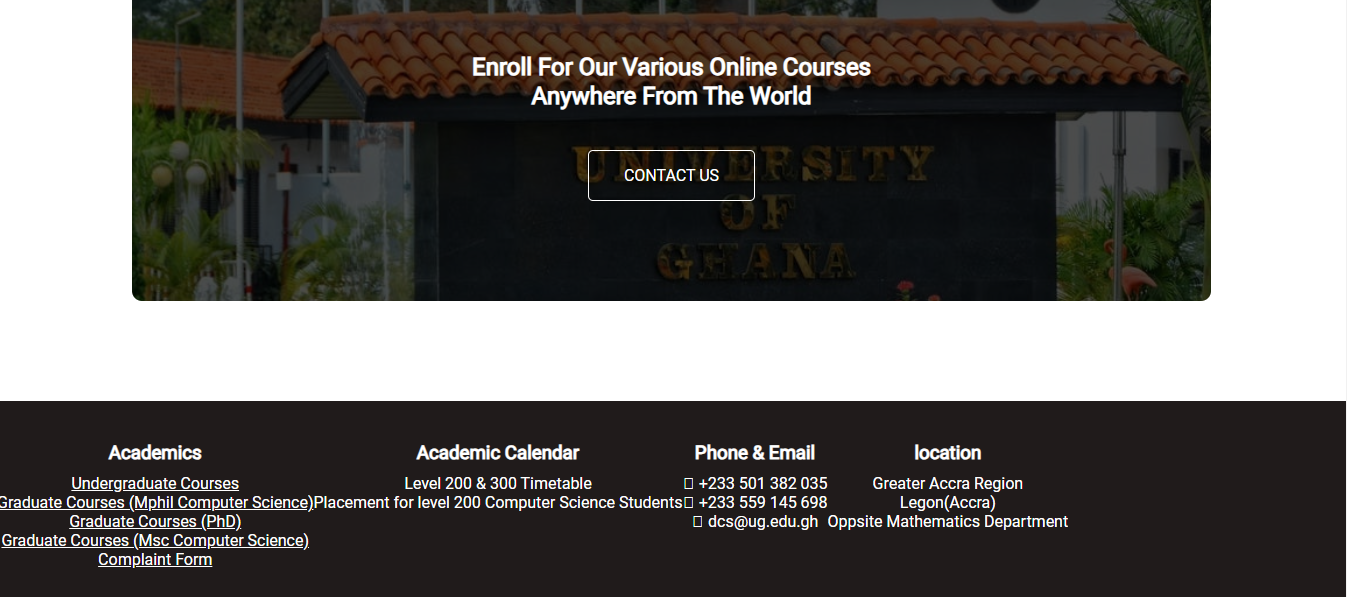 Enroll For Our Various Online Courses
Anywhere From The World
CONTACT US
UNIVERSITY
OF
GHANA
Academics
Undergraduate Courses
Graduate Courses (Mphil Computer Science)
Graduate Courses (PhD)
Graduate Courses (Msc Computer Science)
Complaint Form
Academic Calendar
Level 200 & 300 Timetable
Placement for level 200 Computer Science Students
Phone & Email
+233 501 382 035
+233 559 145 698
dcs@ug.edu.gh
location
Greater Accra Region
Legon(Accra)
Oppsite Mathematics Department